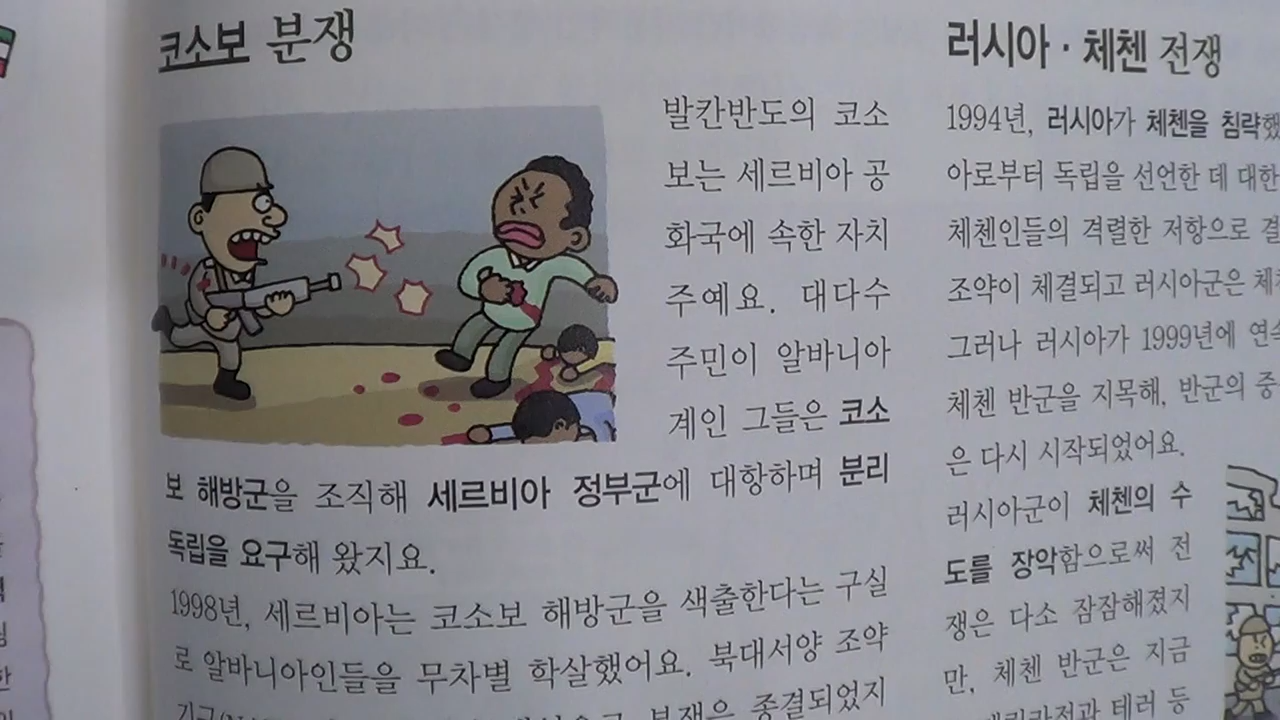 코소보 분쟁
발칸반도의 코소
보는 세르비아 공
화국에 속한 자치
주예요. 대다수
주민이 알바니아
계인 그들은 코소
보 해방군을 조직해 세르비아 정부군에 대항하며 분리
독립을 요구해 왔지요.
1998년, 세르비아는 코소보 해방군을 색출한다는 구실
로 알바니아인들을 무차별 학살했어요. 북대서양 조약
분쟁은 종결되었지
러시아 · 체첸 전쟁
1994년, 러시아가 체첸을 침략했
아로부터 독립을 선언한 데 대한
체첸인들의 격렬한 저항으로
조약이 체결되고 러시아군은
그러나 러시아가 1999년에
체첸 반군을 지목해, 반군의 중
은 다시 시작되었어요.
러시아군이 체첸의 수
도를 장악함으로써 전
쟁은 다소 잠잠해졌지
만, 체첸 반군은 지금
테러 등